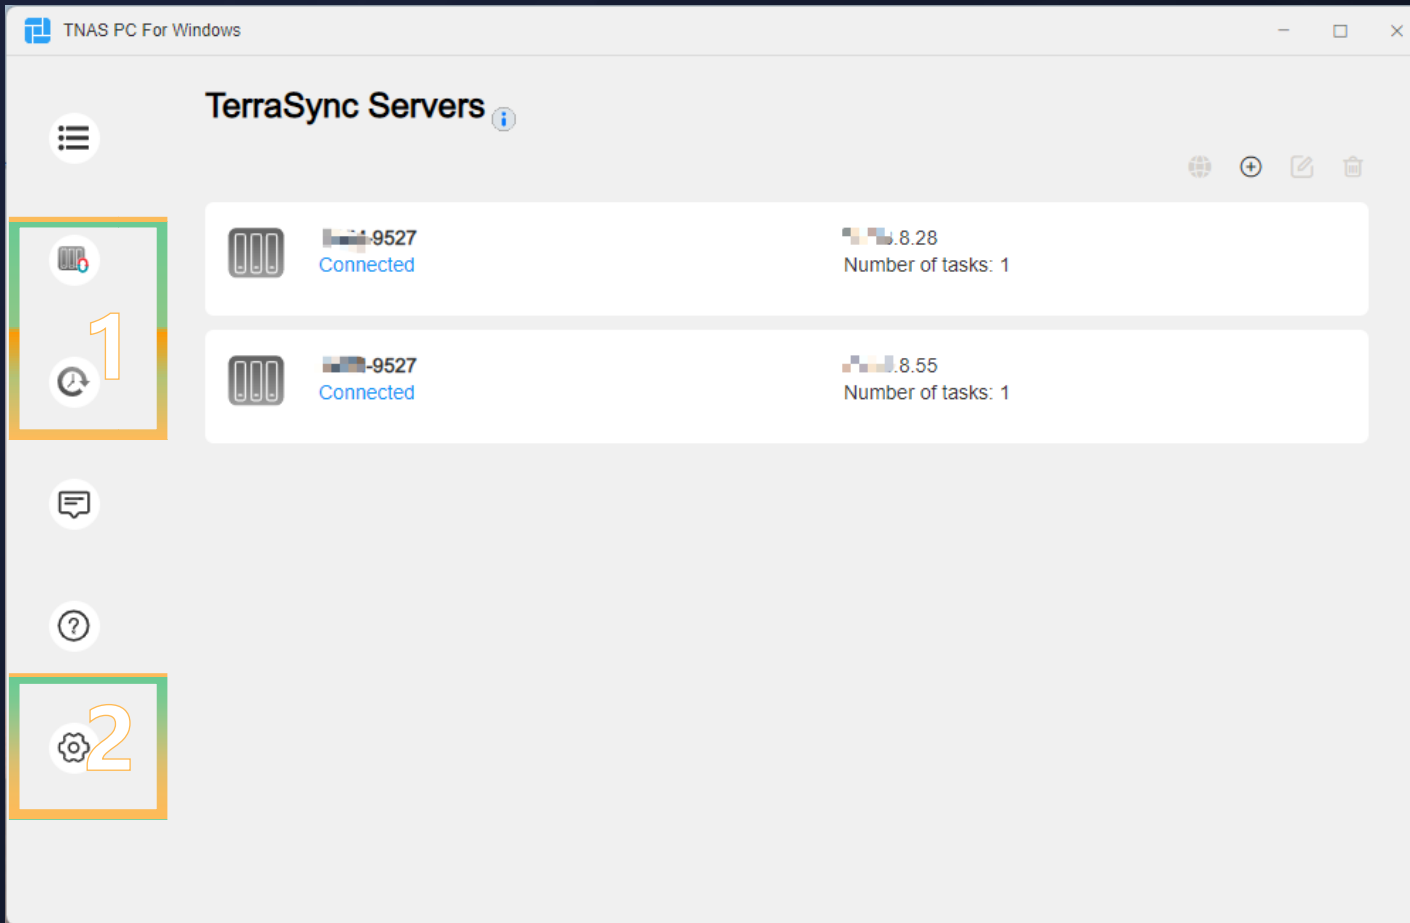 TNAS PC For Windows
TerraSync Servers
-9527
.8.28
Connected
Number of tasks: 1
-9527
.8.55
Connected
Number of tasks: 1
1
2